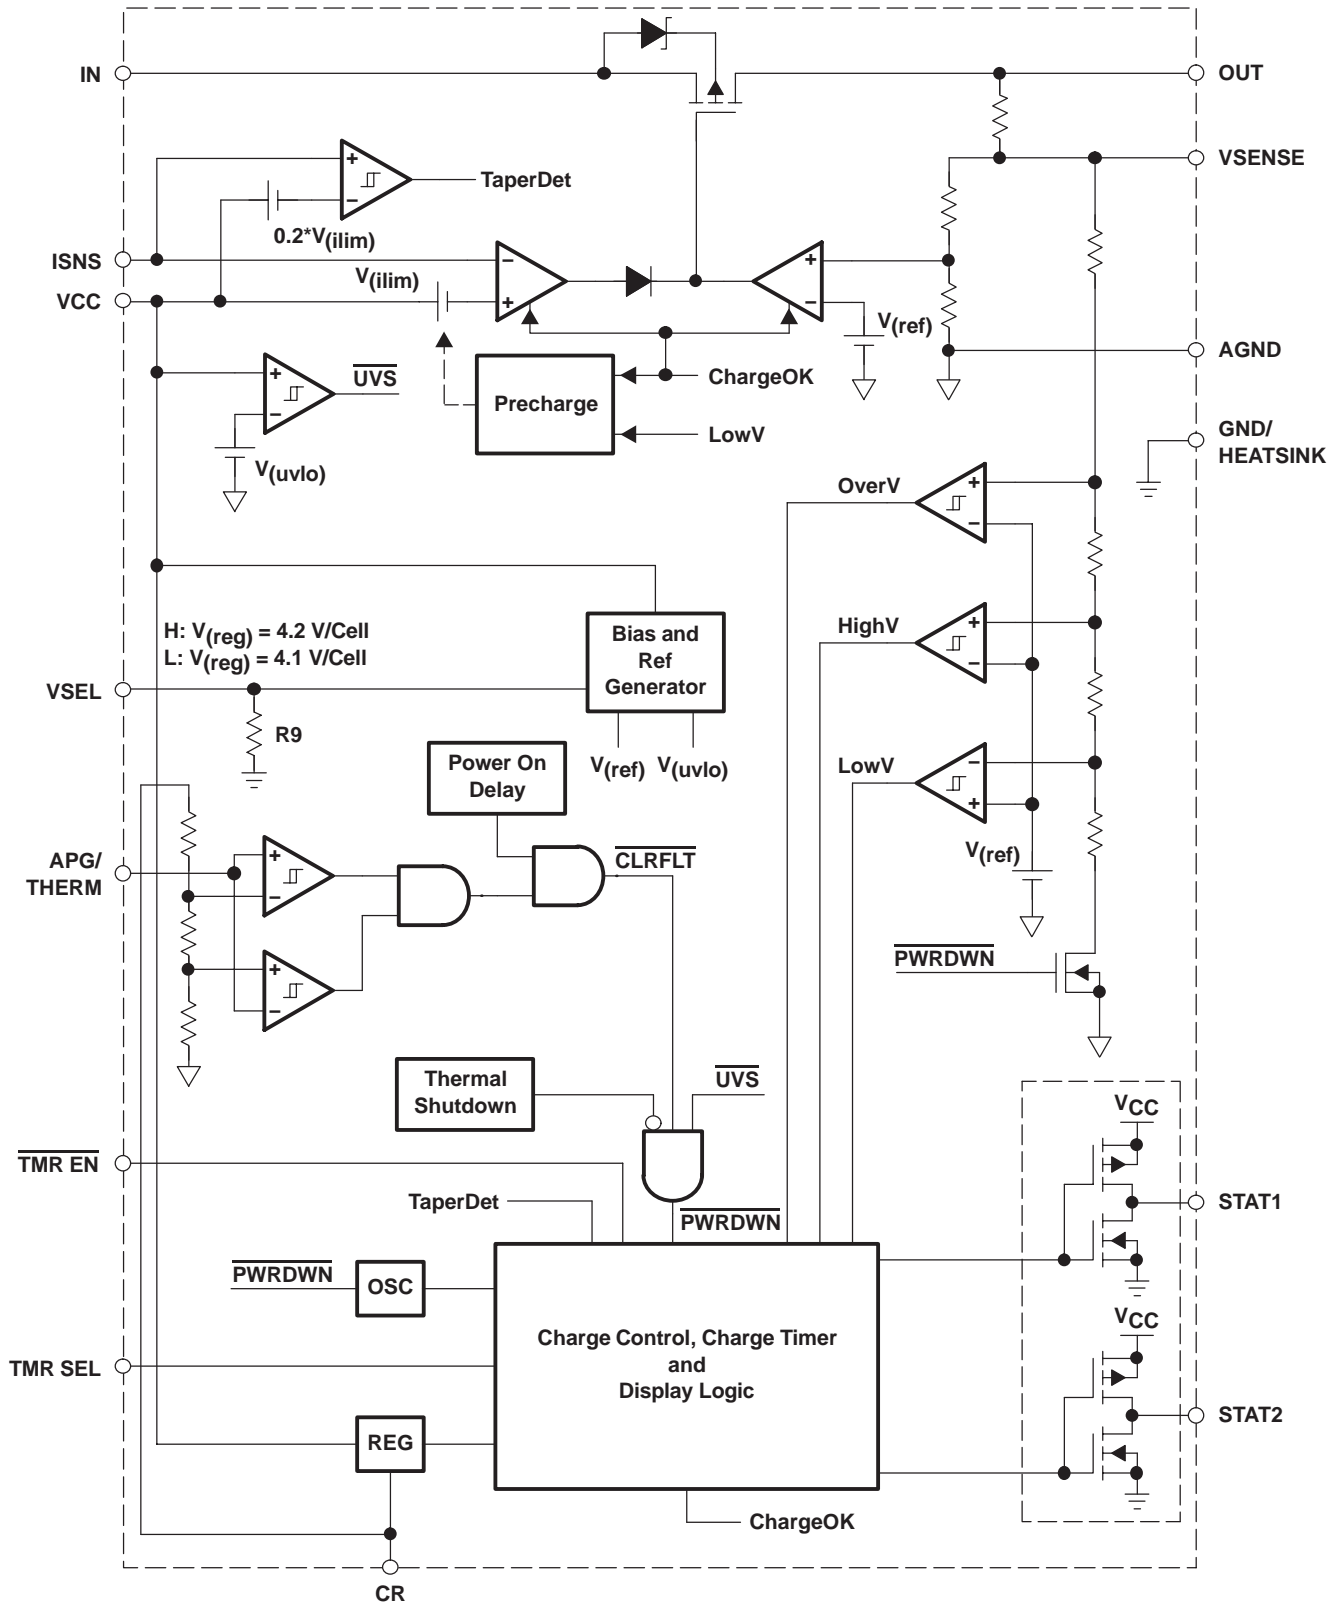 IN
OUT
VSENSE
TaperDet
0.2*V(ilim)
ISNS
V(ilim)
VCC
V(ref)
AGND
UVS
ChargeOK
Precharge
LowV
V(uvlo)
GND/
HEATSINK
OverV
H: V(reg) = 4.2 V/Cell
L: V(reg) = 4.1 V/Cell
Bias and
Ref
Generator
HighV
VSEL
R9
V(ref) V(uvlo)
Power On
Delay
LowV
V(ref)
APG/
THERM
CLRFLT
PWRDWN
Thermal
Shutdown
UVS
VCC
TMR EN
TaperDet
PWRDWN
STAT1
PWRDWN
OSC
VCC
Charge Control, Charge Timer
and
Display Logic
TMR SEL
STAT2
REG
ChargeOK
CR
+
−
+
−
−
+
+
−
+
−
+
−
+
−
−
+
+
−
+
−